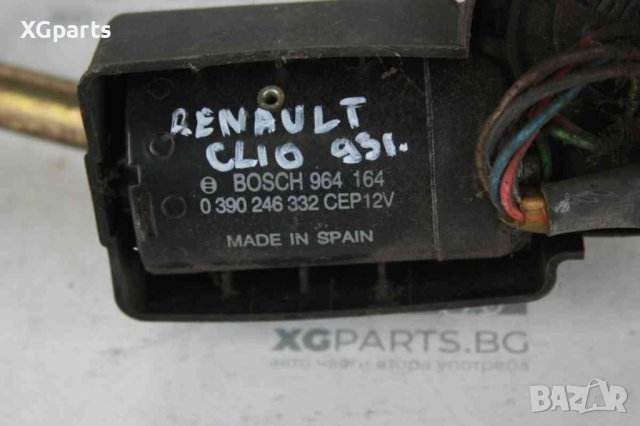 XGparts
RENAULT
CLIO 93г.
BOSCH 964 164
0 390 246 332 CEP12V
MADE IN SPAIN
XGPARTS.BG
авто части втора употреба
BAZAR